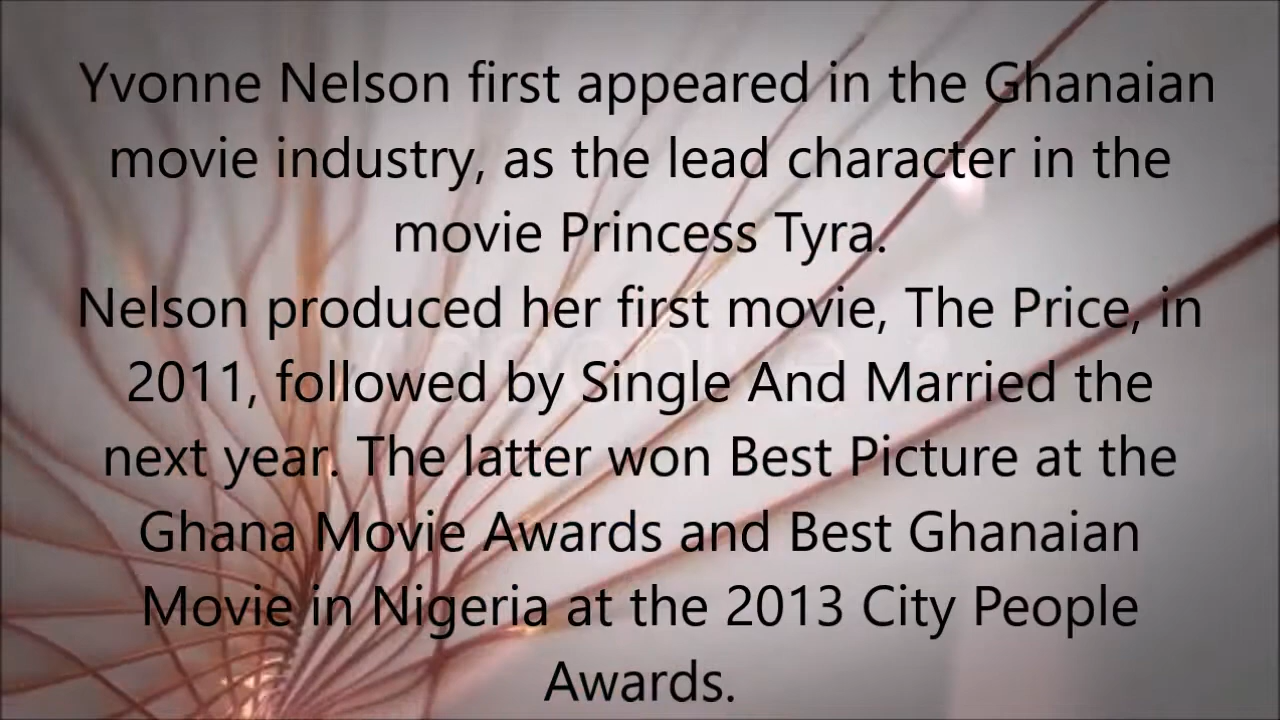 Yvonne Nelson first appeared in the Ghanaian
movie industry, as the lead character in the
movie Princess Tyra.
Nelson produced her first movie, The Price, in
2011, followed by Single And Married the
next year. The latter won Best Picture at the
Ghana Movie Awards and Best Ghanaian
Movie in Nigeria at the 2013 City People
Awards.